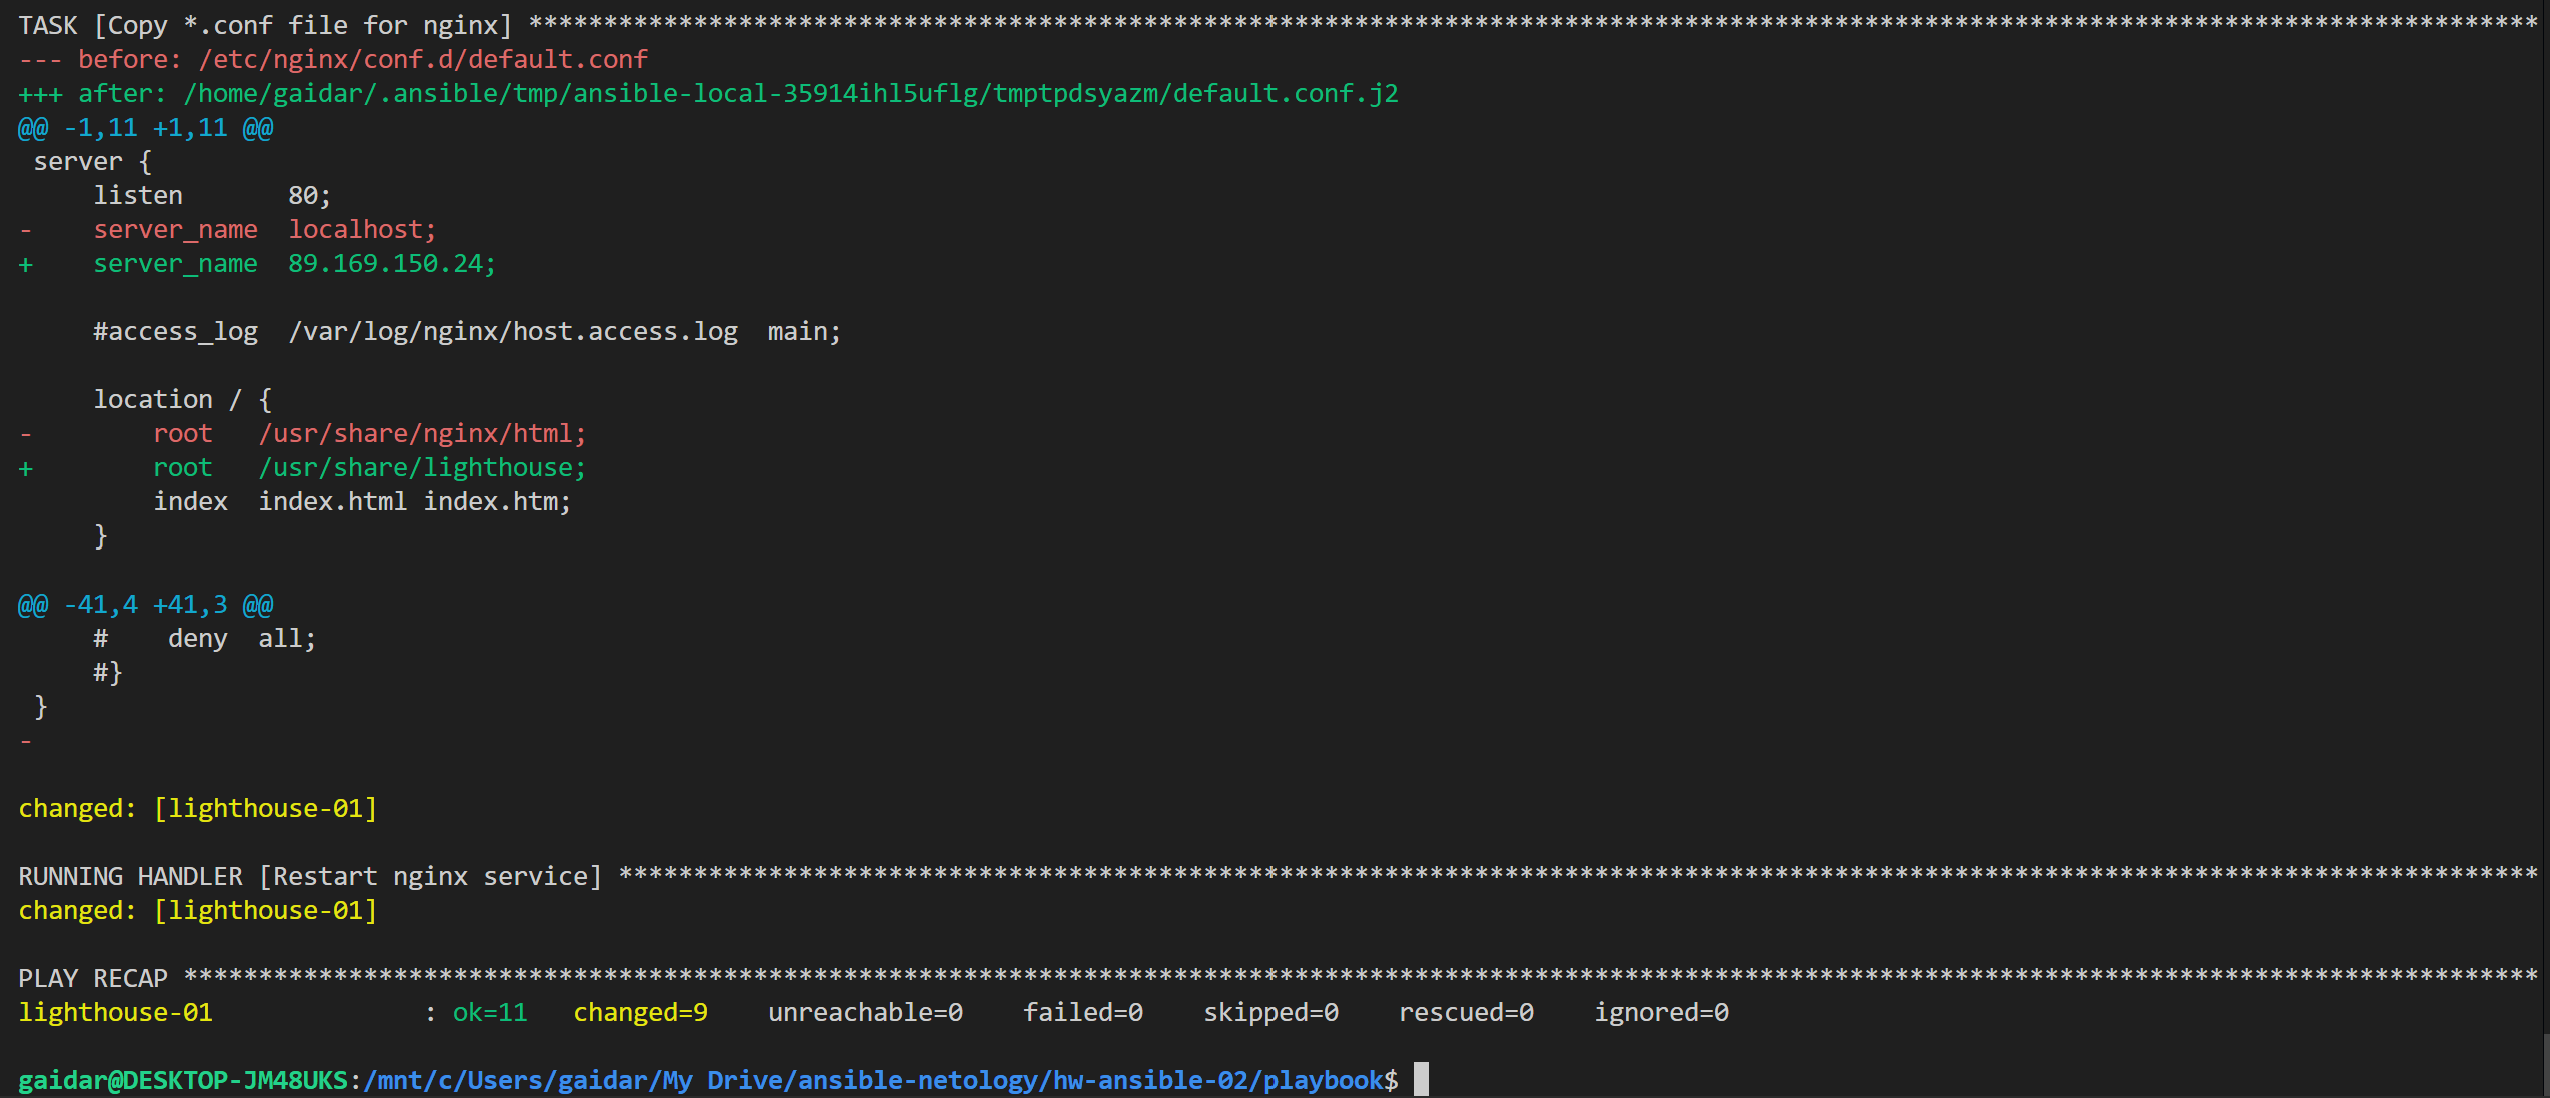 TASK [Copy *.conf file for nginx] **************************************************************************************************************************************
--- before: /etc/nginx/conf.d/default.conf
+++ after: /home/gaidar/.ansible/tmp/ansible-local-35914ihl5uflg/tmptpdsyazm/default.conf.j2
@@ -1,11 +1,11 @@
 server {
     listen       80;
-    server_name  localhost;
+    server_name  89.169.150.24;
     #access_log  /var/log/nginx/host.access.log  main;
     location / {
-        root   /usr/share/nginx/html;
+        root   /usr/share/lighthouse;
         index  index.html index.htm;
     }
@@ -41,4 +41,3 @@
     #    deny  all;
     #}
 }
-
changed: [lighthouse-01]
RUNNING HANDLER [Restart nginx service] ********************************************************************************************************************************
changed: [lighthouse-01]
PLAY RECAP *************************************************************************************************************************************************************
lighthouse-01              : ok=11   changed=9    unreachable=0    failed=0    skipped=0    rescued=0    ignored=0
gaidar@DESKTOP-JM48UKS:/mnt/c/Users/gaidar/My Drive/ansible-netology/hw-ansible-02/playbook$